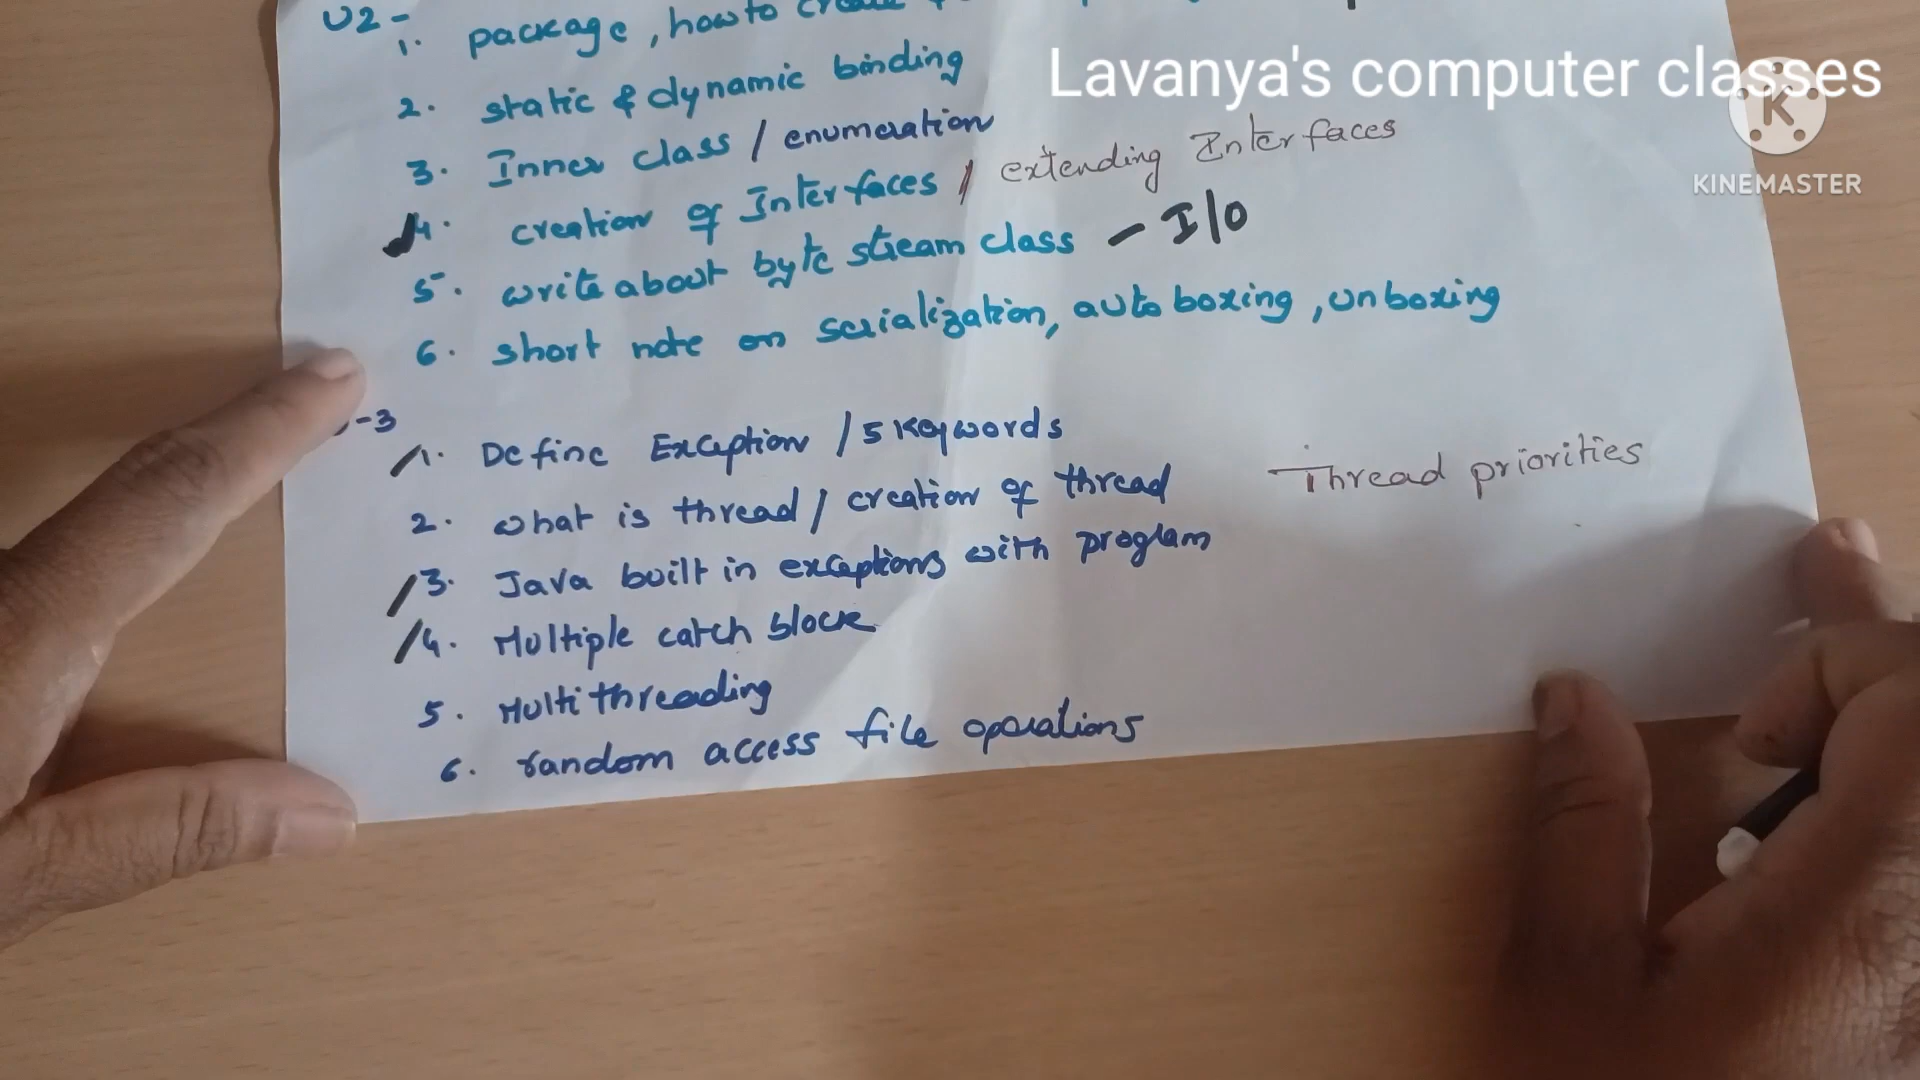 U2 -
1. package, how to create
2. static & dynamic binding
3. Inner class / enumeration
4. creation of Interfaces / extending Interfaces
5. write about byte stream class - I/O
6. short note on serialization, auto boxing, unboxing
-3
1. Define Exception / 5 keywords
2. what is thread / creation of thread Thread priorities
3. Java built in exceptions with program
4. Multiple catch block
5. Multi threading
6. random access file operations
Lavanya's computer classes
K
KINEMASTER